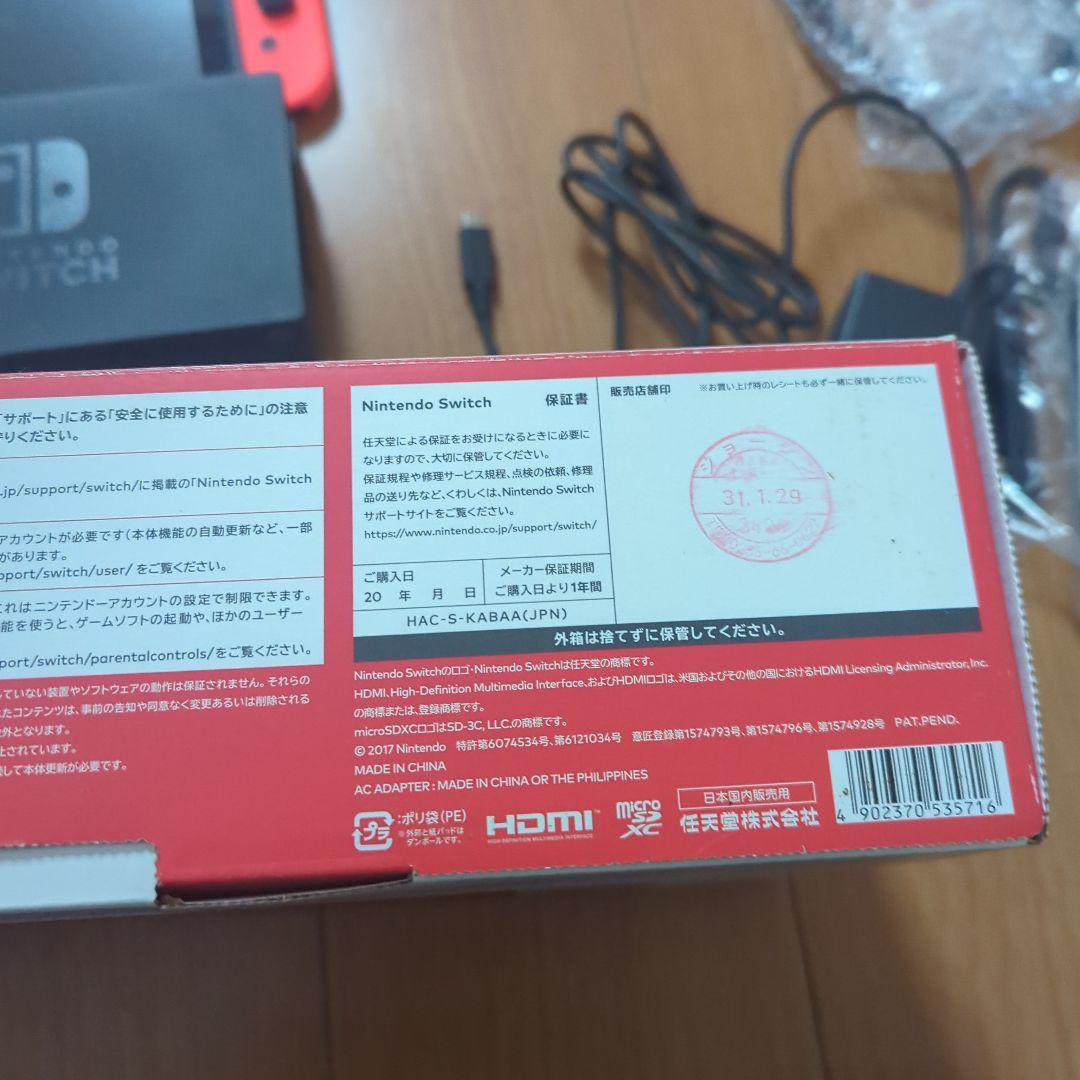 SWITCH
「サポート」にある「安全に使用するために」の注意
ください。
.jp/support/switch/に掲載の「Nintendo Switch
アカウントが必要です（本体機能の自動更新など、一部
があります。
pport/switch/user/ をご覧ください。
これはニンテンドーアカウントの設定で制限できます。
能を使うと、ゲームソフトの起動や、ほかのユーザー
port/switch/parentalcontrols/をご覧ください。
していない装置やソフトウェアの動作は保証されません。それらの
たコンテンツは、事前の告知や同意なく変更あるいは削除される
外となります。
止されています。
して本体更新が必要です。
Nintendo Switch 保証書
任天堂による保証をお受けになるときに必要に
なりますので、大切に保管してください。
保証規程や修理サービス規程、点検の依頼、修理
品の送り先など、くわしくは、Nintendo Switch
サポートサイトをご覧ください。
https://www.nintendo.co.jp/support/switch/
ご購入日
20 年 月 日
メーカー保証期間
ご購入日より1年間
HAC-S-KABAA(JPN)
販売店舗印
※お買い上げ時のレシートも必ず一緒に保管してください。
31.1.29
外箱は捨てずに保管してください。
Nintendo Switchのロゴ・Nintendo Switchは任天堂の商標です。
HDMI、High-Definition Multimedia Interface、およびHDMIロゴは、米国およびその他の国におけるHDMI Licensing Administrator, Inc.
の商標または、登録商標です。
microSDXCロゴはSD-3C, LLC.の商標です。
© 2017 Nintendo 特許第6074534号、第6121034号 意匠登録第1574793号、第1574796号、第1574928号 PAT.PEND.
MADE IN CHINA
AC ADAPTER : MADE IN CHINA OR THE PHILIPPINES
プラ
:ポリ袋(PE)
※外郭と紙パッドは
ダンボールです。
HDMI™
HIGH-DEFINITION MULTIMEDIA INTERFACE
micro
SD
XC
日本国内販売用
任天堂株式会社
4 902370 535716